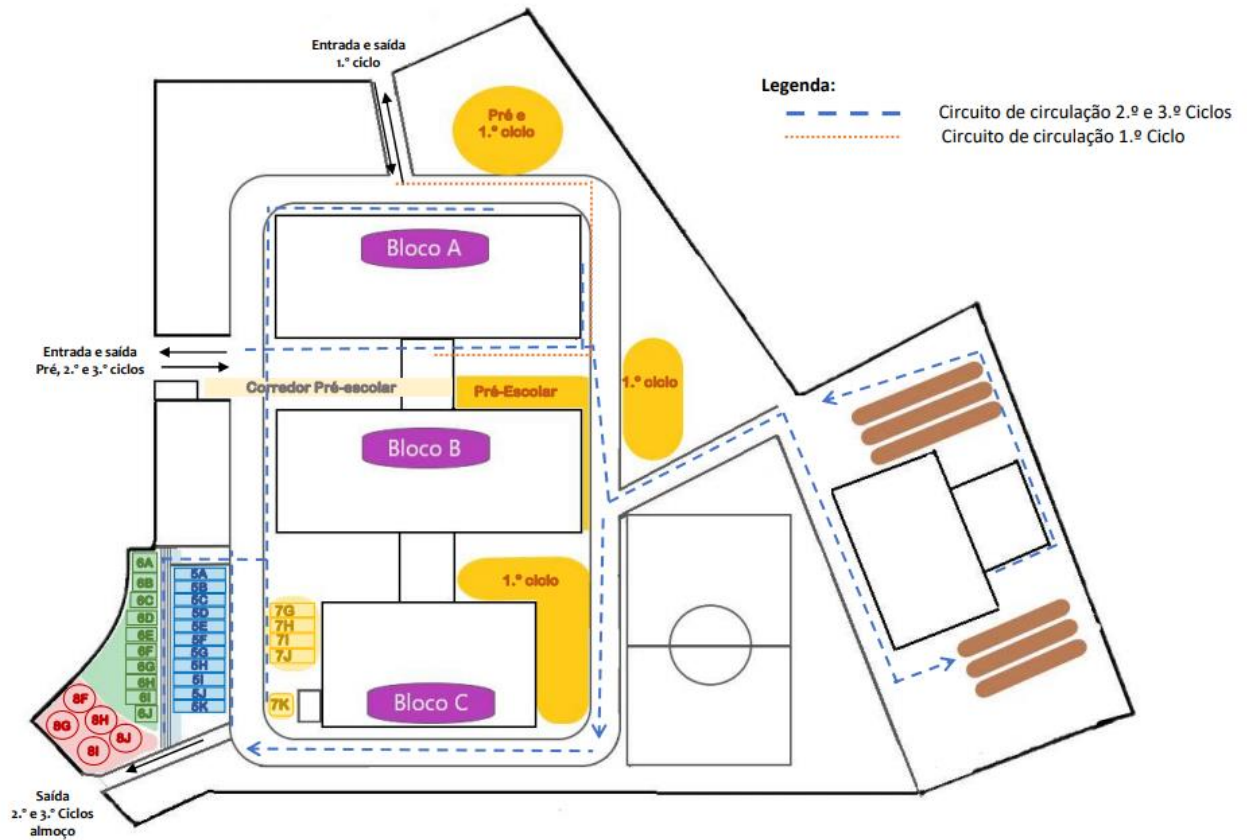 Entrada e saída
1.º ciclo
Legenda:
Circuito de circulação 2.º e 3.º Ciclos
Circuito de circulação 1.º Ciclo
Pré e
1.º ciclo
Bloco A
Entrada e saída
Pré, 2.º e 3.º ciclos
Corredor Pré-escolar
Pré-Escolar
1.º ciclo
Bloco B
1.º ciclo
6A
6B
6C
6D
6E
6F
6G
6H
6I
6J
5A
5B
5C
5D
5E
5F
5G
5H
5I
5J
5K
7G
7H
7I
7J
7K
Bloco C
8F
8G
8H
8J
8I
Saída
2.º e 3.º Ciclos
almoço